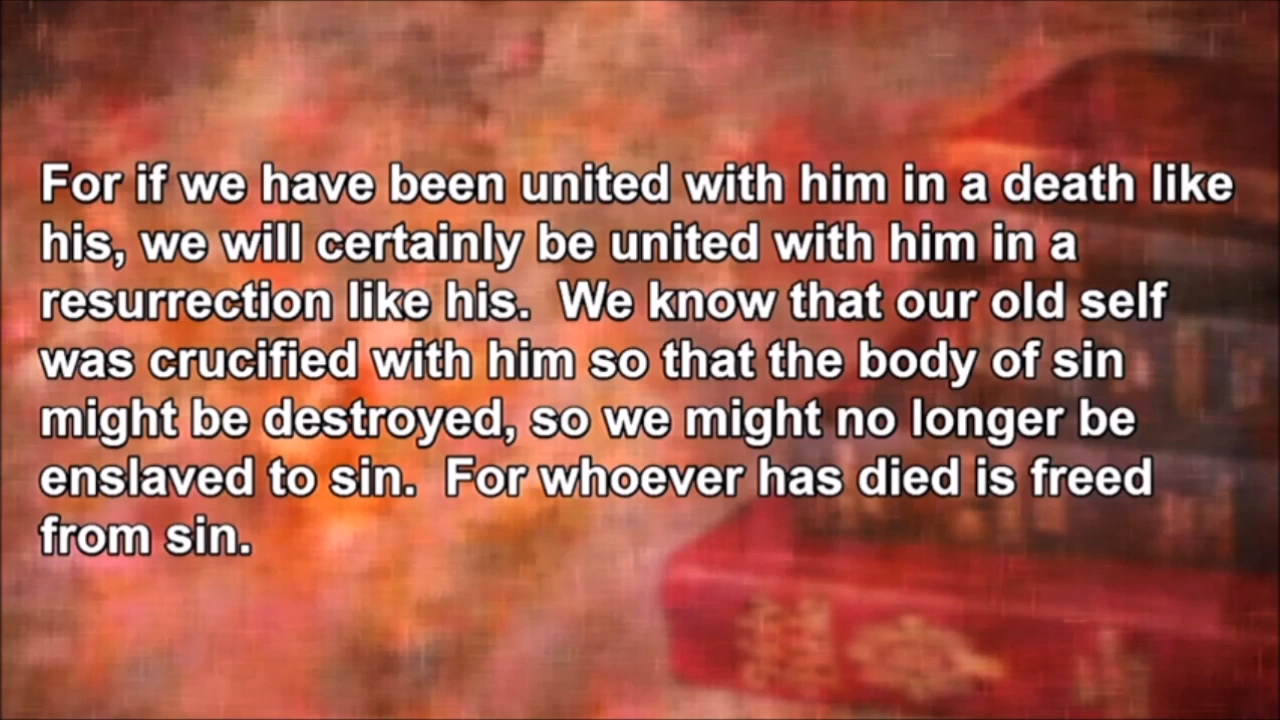 For if we have been united with him in a death like
his, we will certainly be united with him in a
resurrection like his.  We know that our old self
was crucified with him so that the body of sin
might be destroyed, so we might no longer be
enslaved to sin.  For whoever has died is freed
from sin.